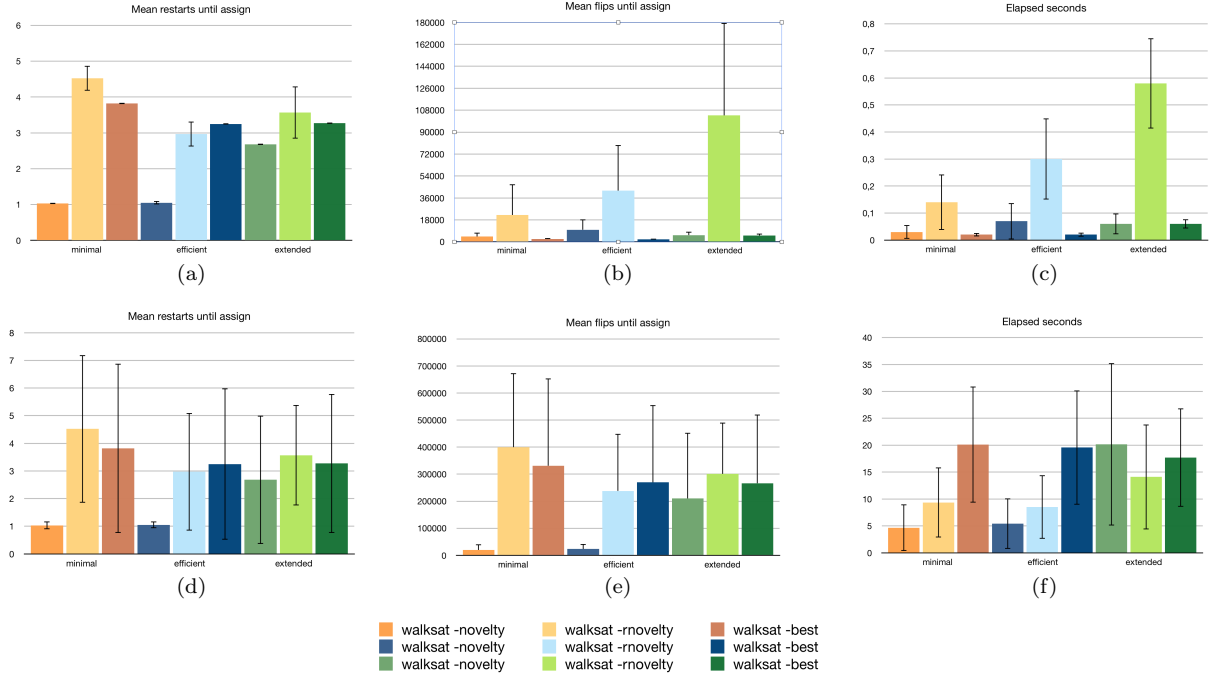 Mean restarts until assign
6
5
4
3
2
1
0
minimal efficient extended
(a)
Mean flips until assign
180000
162000
144000
126000
108000
90000
72000
54000
36000
18000
0
minimal efficient extended
(b)
Elapsed seconds
0,8
0,6
0,5
0,3
0,2
0,1
0
minimal efficient extended
(c)
Mean restarts until assign
8
7
6
5
4
3
2
1
0
minimal efficient extended
(d)
Mean flips until assign
800000
700000
600000
500000
400000
300000
200000
100000
0
minimal efficient extended
(e)
Elapsed seconds
40
35
30
25
20
15
10
5
0
minimal efficient extended
(f)
walksat -novelty walksat -rnovelty walksat -best
walksat -novelty walksat -rnovelty walksat -best
walksat -novelty walksat -rnovelty walksat -best